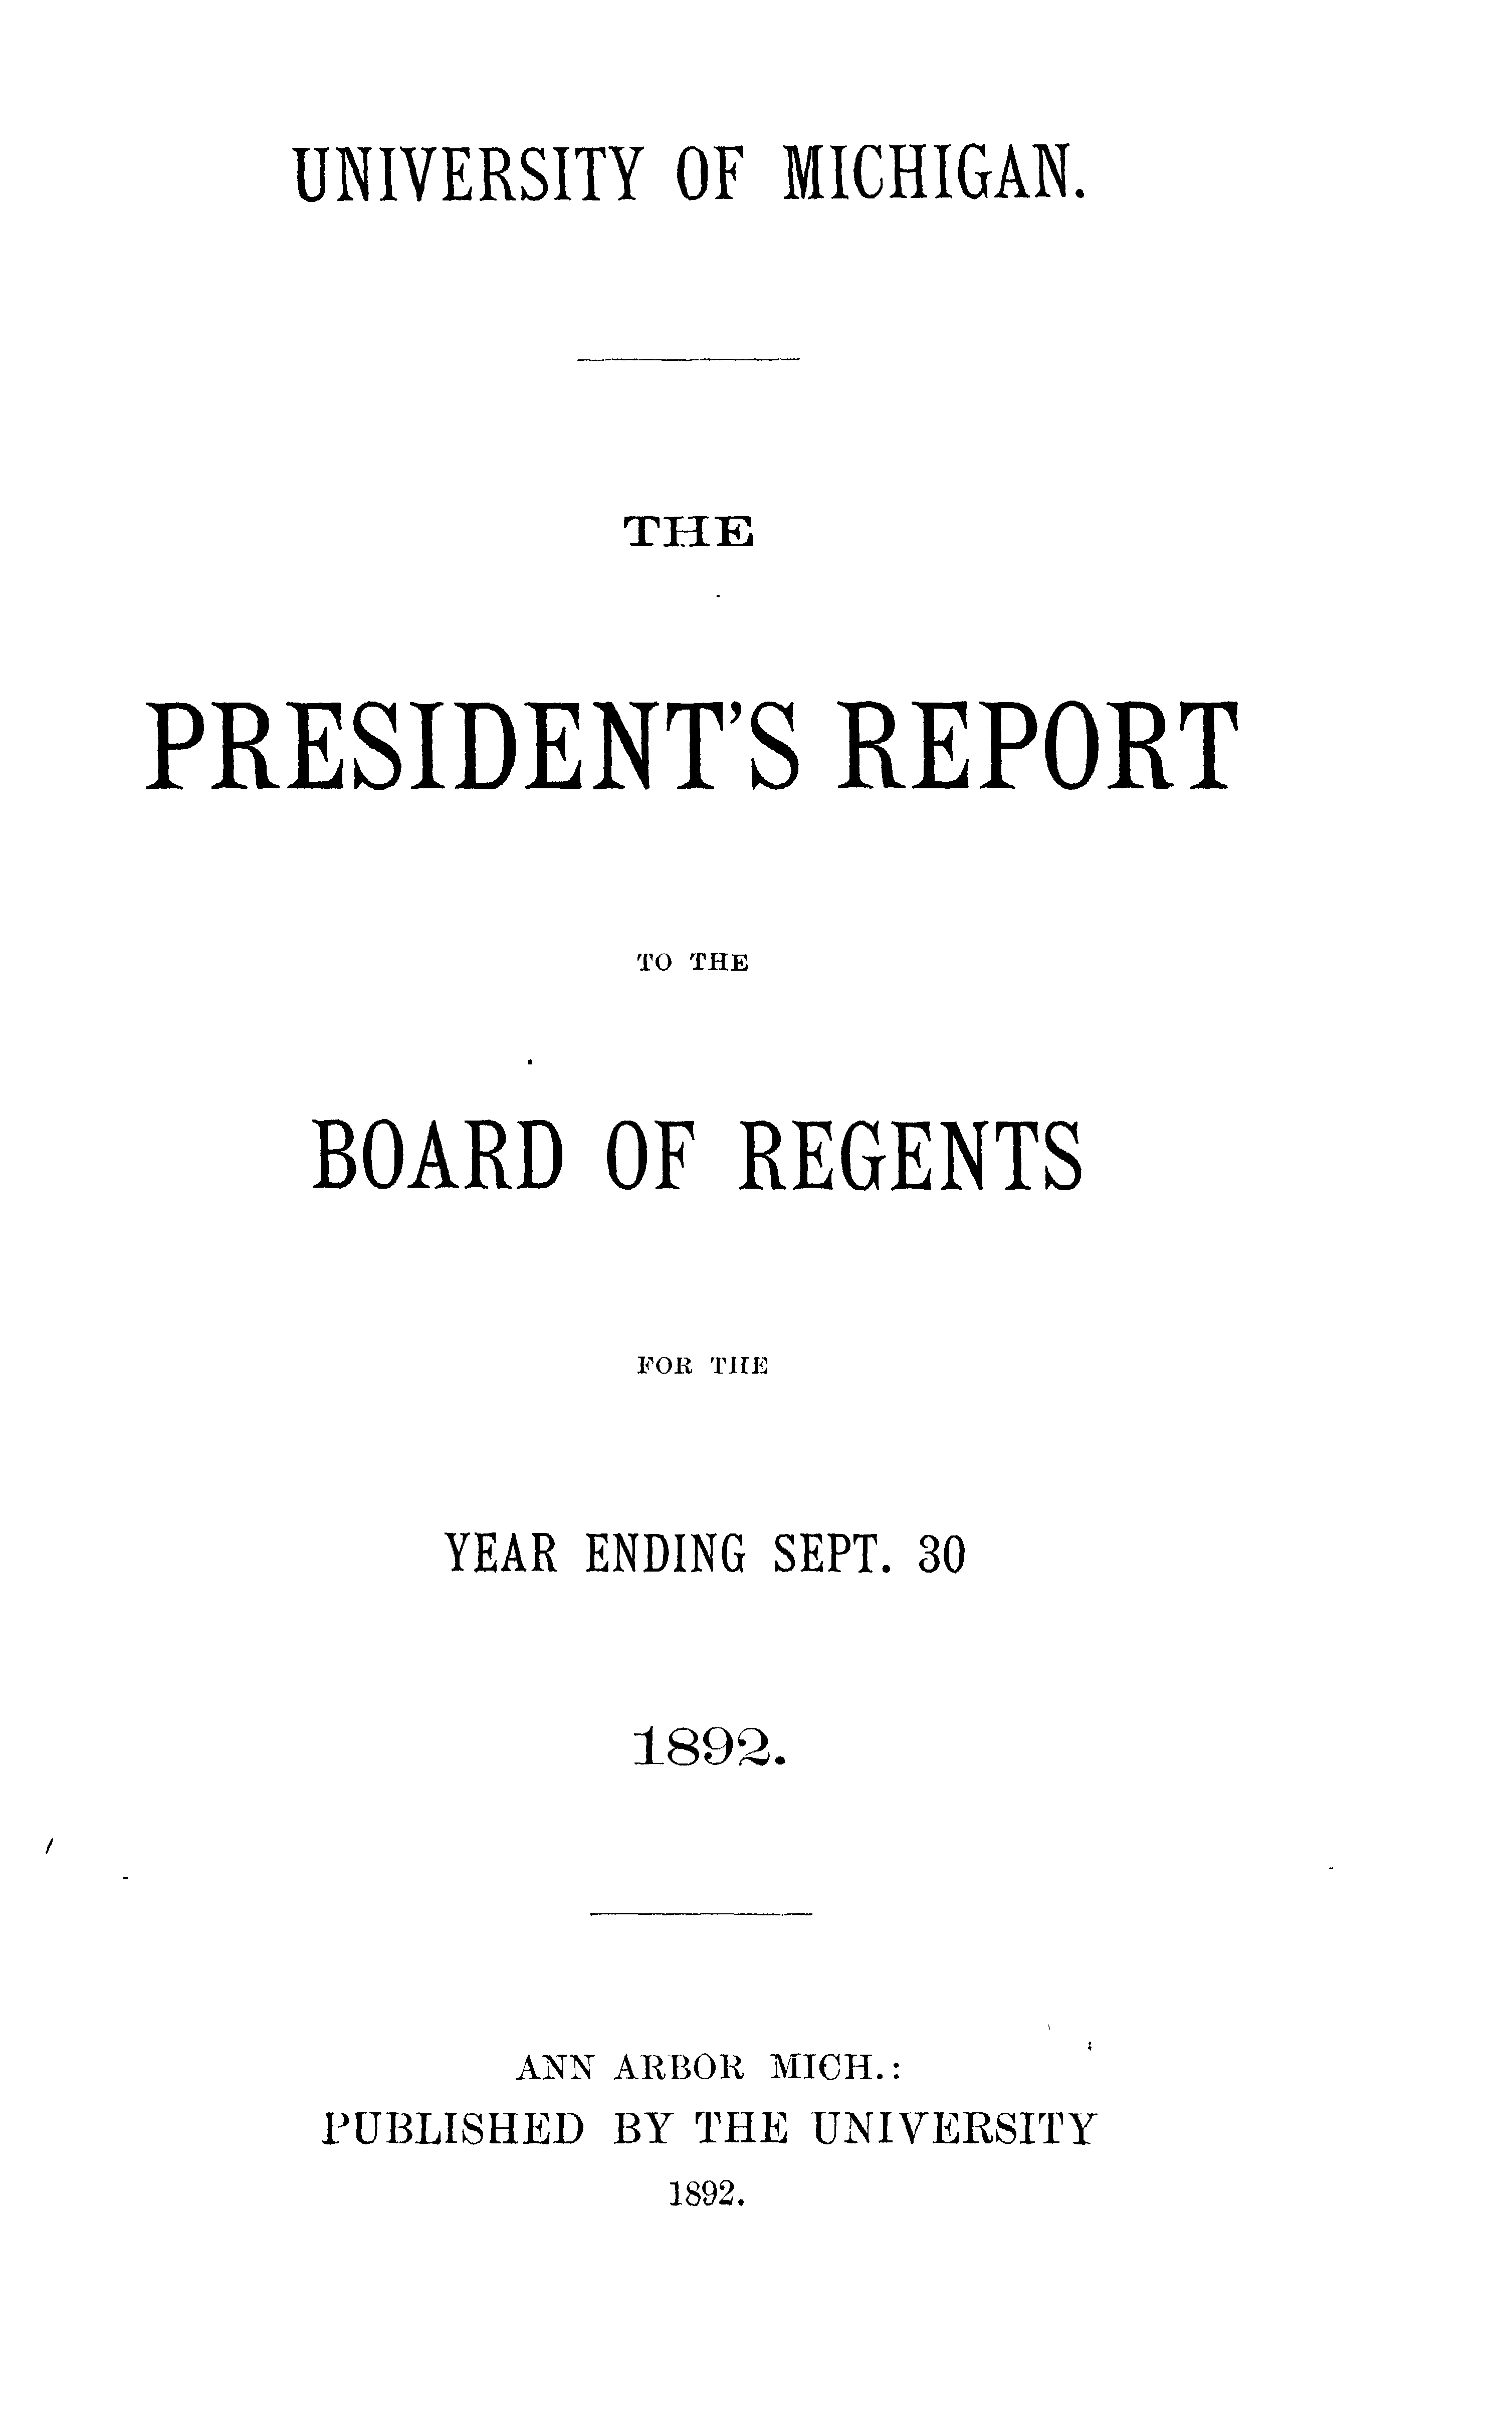 UNIVERSITY OF MICHIGAN.
THE
PRESIDENT'S REPORT
TO THE
BOARD OF REGENTS
FOR THE
YEAR ENDING SEPT. 30
1892.
ANN ARBOR MICH.:
PUBLISHED BY THE UNIVERSITY
1892.